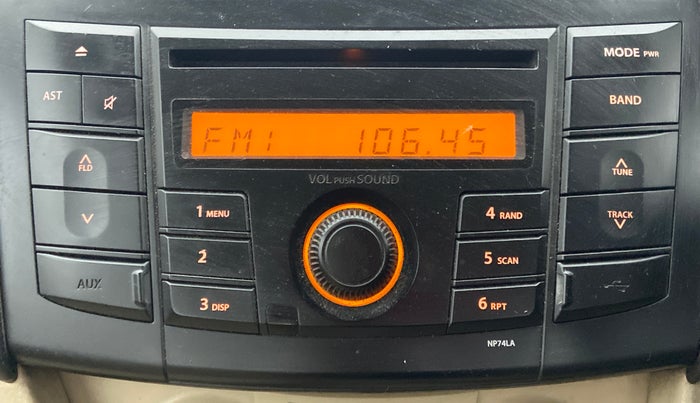 MODE PWR
AST
BAND
FM1 106.45
FLD
TUNE
VOL PUSH SOUND
1 MENU
4 RAND
TRACK
2
5 SCAN
AUX
3 DISP
6 RPT
NP74LA